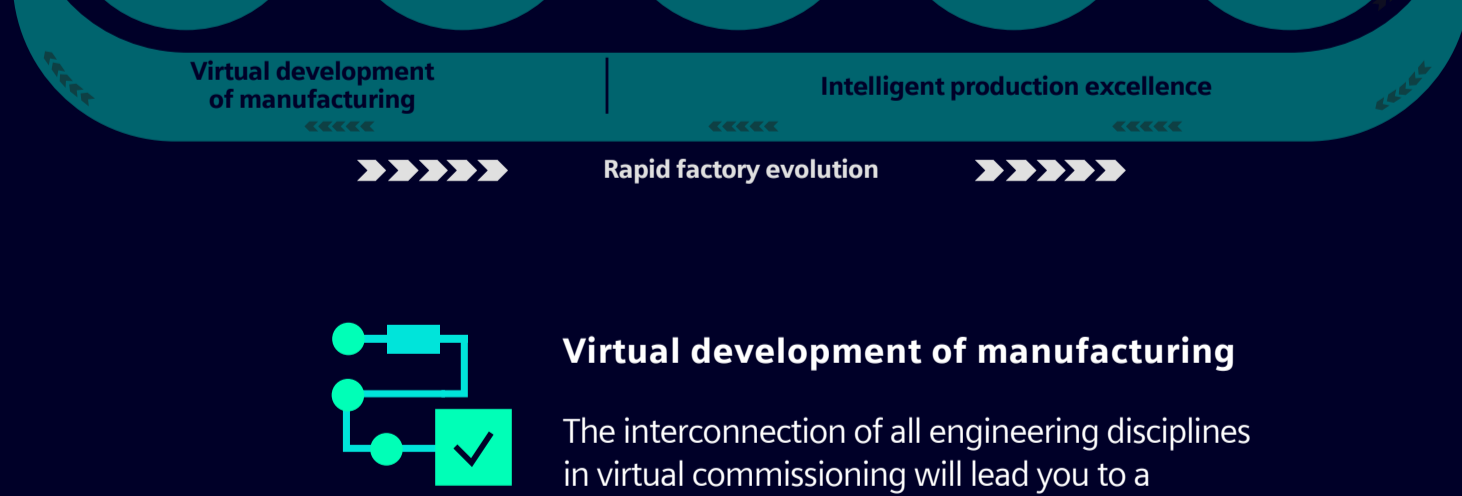 Virtual development
of manufacturing
Intelligent production excellence
Rapid factory evolution
Virtual development of manufacturing
The interconnection of all engineering disciplines
in virtual commissioning will lead you to a